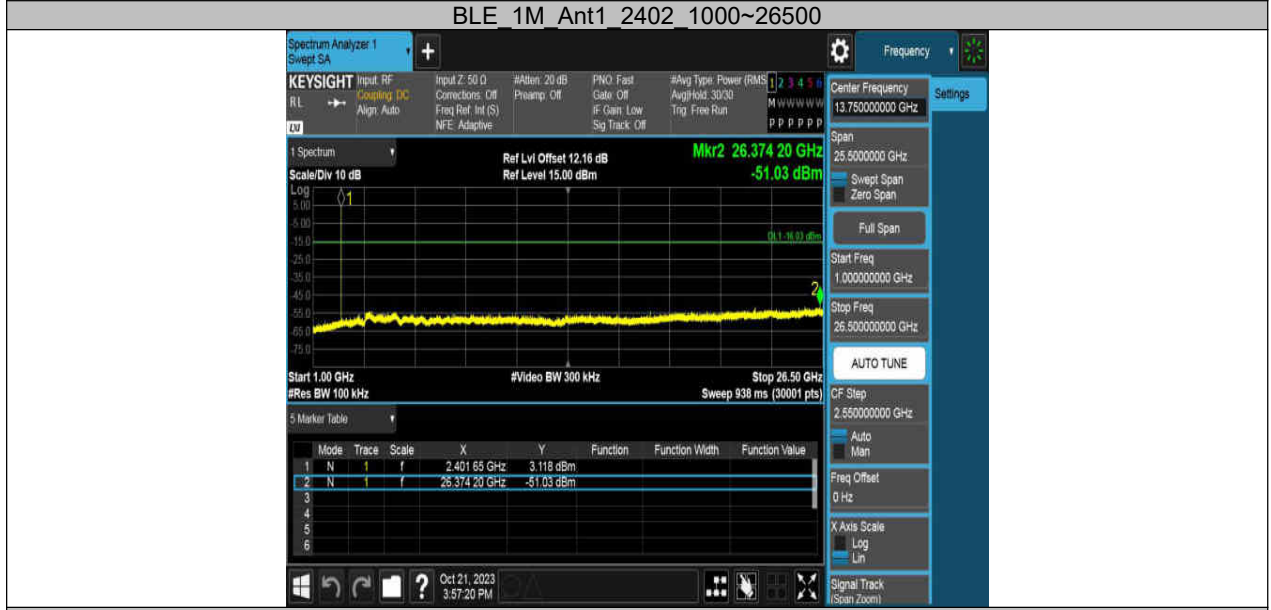 BLE_1M_Ant1_2402_1000~26500
Spectrum Analyzer 1
Swept SA
+
Frequency
KEYSIGHT
RL
LXI
Input: RF
Coupling: DC
Align: Auto
Input Z: 50 Ω
Corrections: Off
Freq Ref: Int (S)
NFE: Adaptive
#Atten: 20 dB
Preamp: Off
PNO: Fast
Gate: Off
IF Gain: Low
Sig Track: Off
#Avg Type: Power (RMS
Avg|Hold: 30/30
Trig: Free Run
1 2 3 4 5 6
M W W W W W
P P P P P P
Center Frequency
13.750000000 GHz
Settings
Span
25.5000000 GHz
Swept Span
Zero Span
Full Span
Start Freq
1.000000000 GHz
Stop Freq
26.500000000 GHz
AUTO TUNE
CF Step
2.550000000 GHz
Auto
Man
Freq Offset
0 Hz
X Axis Scale
Log
Lin
Signal Track
(Span Zoom)
1 Spectrum
Scale/Div 10 dB
Ref Lvl Offset 12.16 dB
Ref Level 15.00 dBm
Mkr2 26.374 20 GHz
-51.03 dBm
Log
5.00
-5.00
-15.0
-25.0
-35.0
-45.0
-55.0
-65.0
-75.0
1
DL1 -16.03 dBm
2
Start 1.00 GHz
#Res BW 100 kHz
#Video BW 300 kHz
Stop 26.50 GHz
Sweep 938 ms (30001 pts)
5 Marker Table
Mode Trace Scale X Y Function Function Width Function Value
1 N 1 f 2.401 65 GHz 3.118 dBm
2 N 1 f 26.374 20 GHz -51.03 dBm
3
4
5
6
?
Oct 21, 2023
3:57:20 PM